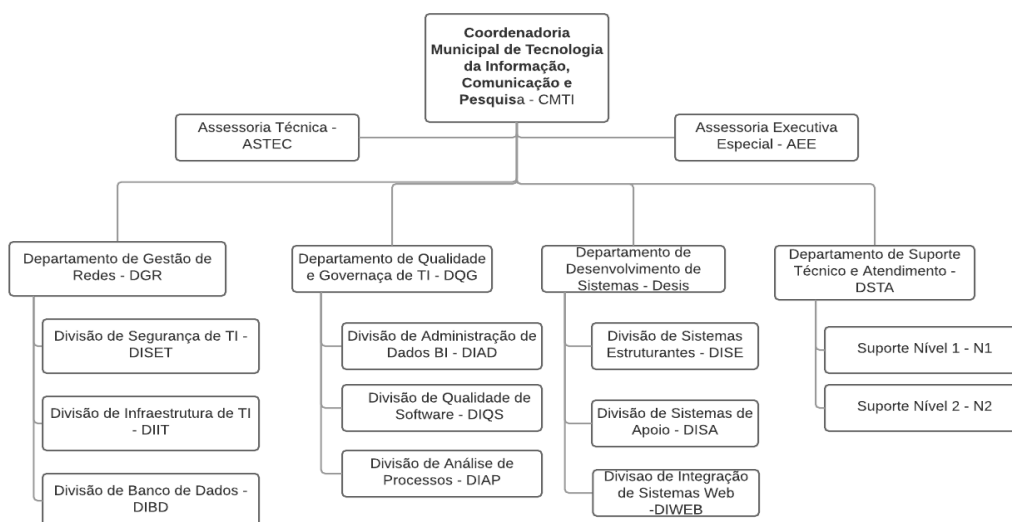 Coordenadoria
Municipal de Tecnologia
da Informação,
Comunicação e
Pesquisa - CMTI
Assessoria Técnica -
ASTEC
Assessoria Executiva
Especial - AEE
Departamento de Gestão de
Redes - DGR
Departamento de Qualidade
e Governaça de TI - DQG
Departamento de
Desenvolvimento de
Sistemas - Desis
Departamento de Suporte
Técnico e Atendimento -
DSTA
Divisão de Segurança de TI -
DISET
Divisão de Infraestrutura de TI
- DIIT
Divisão de Banco de Dados -
DIBD
Divisão de Administração de
Dados BI - DIAD
Divisão de Qualidade de
Software - DIQS
Divisão de Análise de
Processos - DIAP
Divisão de Sistemas
Estruturantes - DISE
Divisão de Sistemas de
Apoio - DISA
Divisao de Integração
de Sistemas Web
-DIWEB
Suporte Nível 1 - N1
Suporte Nível 2 - N2